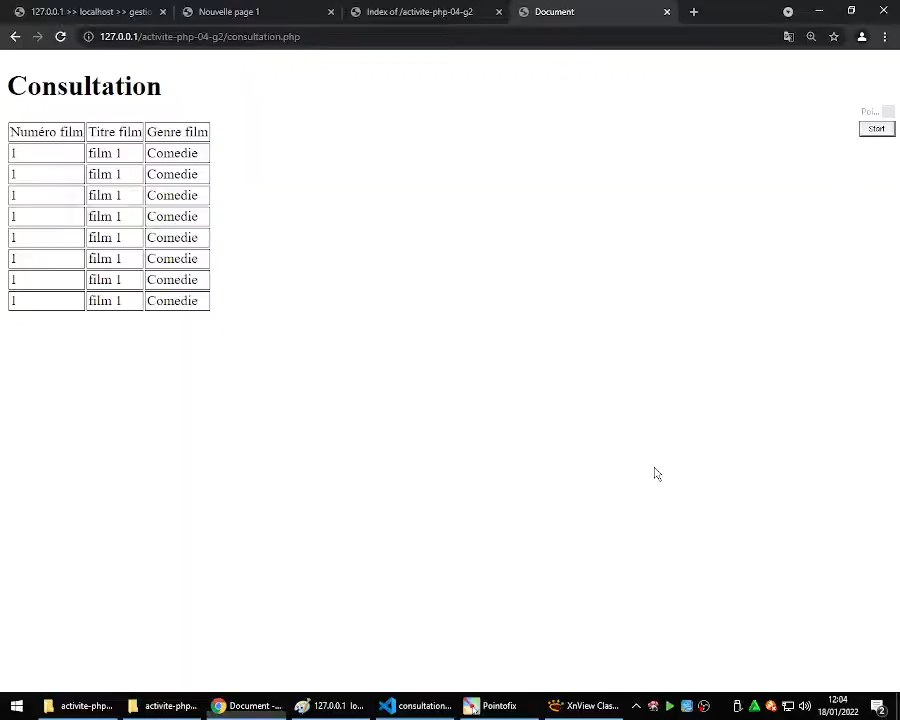 127.0.0.1 >> localhost >> gestio
Nouvelle page 1
Index of /activite-php-04-g2
Document
127.0.0.1/activite-php-04-g2/consultation.php
Consultation
Poi...
Start
Numéro film Titre film Genre film
1 film 1 Comedie
1 film 1 Comedie
1 film 1 Comedie
1 film 1 Comedie
1 film 1 Comedie
1 film 1 Comedie
1 film 1 Comedie
1 film 1 Comedie
activite-php... activite-php... Document -... 127.0.0.1 lo... consultation... Pointofix XnView Clas... 12:04
18/01/2022 2